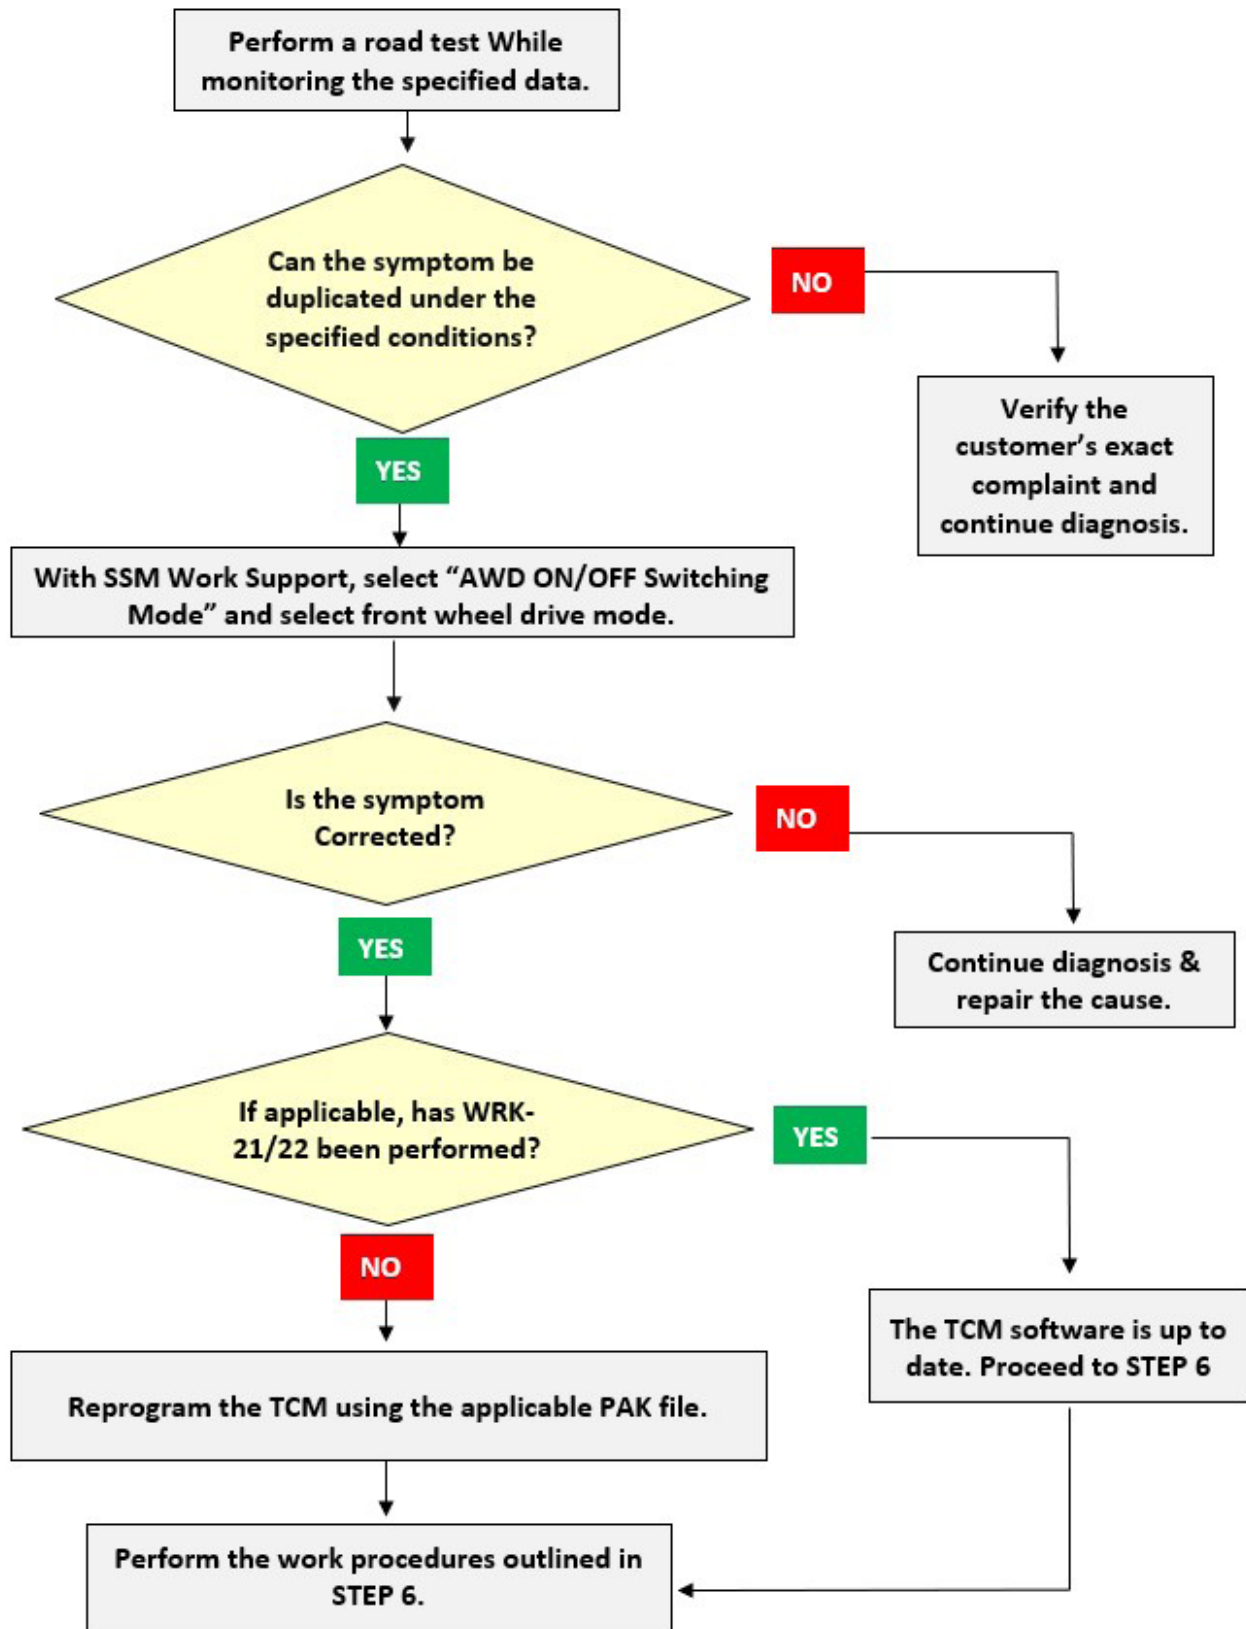 Perform a road test While
monitoring the specified data.
Can the symptom be
duplicated under the
specified conditions?
NO
Verify the
customer’s exact
complaint and
continue diagnosis.
YES
With SSM Work Support, select “AWD ON/OFF Switching
Mode” and select front wheel drive mode.
Is the symptom
Corrected?
NO
Continue diagnosis &
repair the cause.
YES
If applicable, has WRK-
21/22 been performed?
YES
The TCM software is up to
date. Proceed to STEP 6
NO
Reprogram the TCM using the applicable PAK file.
Perform the work procedures outlined in
STEP 6.